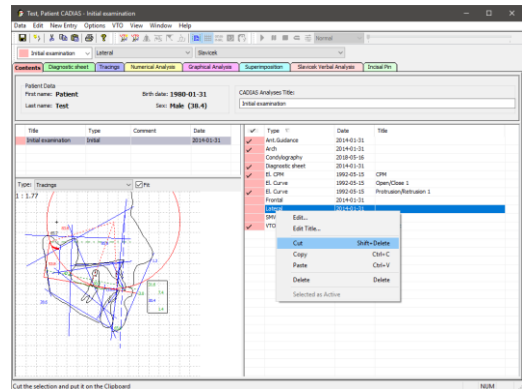 Test, Patient CADIAS - Initial examination
Data Edit New Entry Options VTO View Window Help
Normal
Initial examination Lateral Slavicek
Contents Diagnostic sheet Tracings Numerical Analysis Graphical Analysis Superimposition Slavicek Verbal Analysis Incisal Pin
Patient Data
First name: Patient Birth date: 1980-01-31
Last name: Test Sex: Male (38.4)
CADIAS Analyses Title:
Initial examination
Title Type Comment Date
Initial examination Initial 2014-01-31
Type: Tracings Fit
1 : 1.77
Type Date Title
Ant.Guidance 2014-01-31
Arch 2014-01-31
Condylography 2018-05-16
Diagnostic sheet 2014-01-31
El. CPM 1992-05-15 CPM
El. Curve 1992-05-15 Open/Close 1
El. Curve 1992-05-15 Protrusion/Retrusion 1
Frontal 2014-01-31
Lateral 2014-01-31
SMV
VTO
Edit...
Edit Title...
Cut Shift+Delete
Copy Ctrl+C
Paste Ctrl+V
Delete Delete
Selected as Active
Cut the selection and put it on the Clipboard
NUM